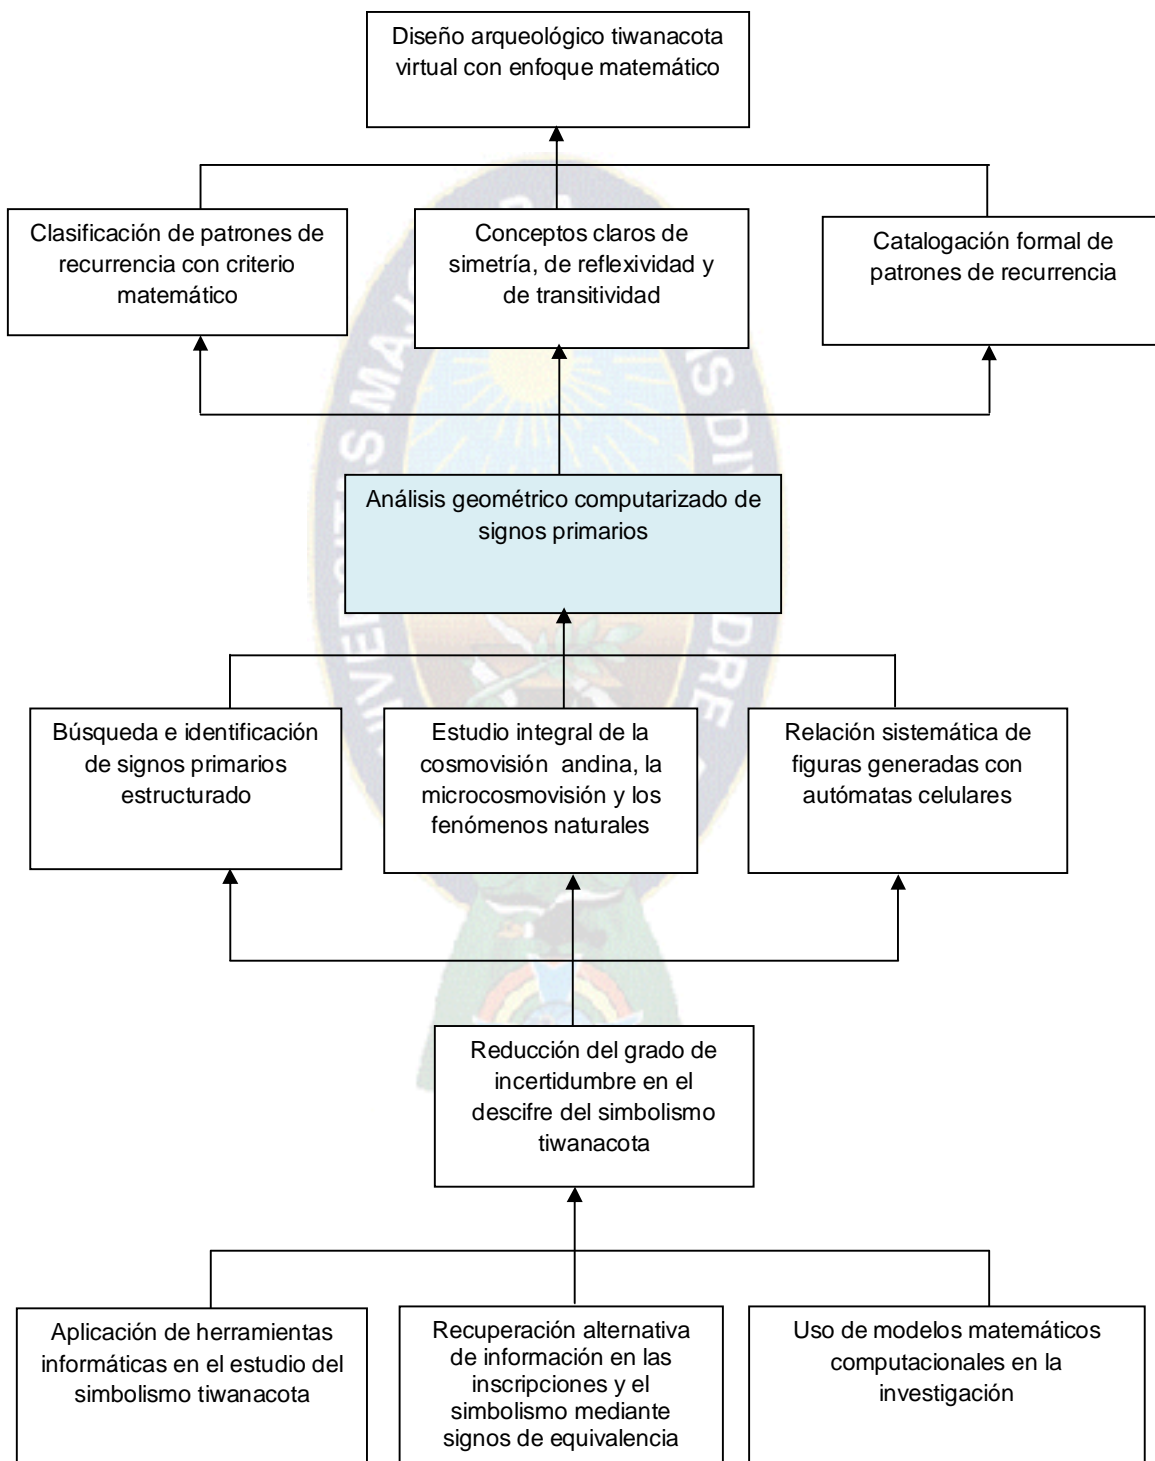 Diseño arqueológico tiwanacota
virtual con enfoque matemático
Clasificación de patrones de
recurrencia con criterio
matemático
Conceptos claros de
simetría, de reflexividad y
de transitividad
Catalogación formal de
patrones de recurrencia
Análisis geométrico computarizado de
signos primarios
Búsqueda e identificación
de signos primarios
estructurado
Estudio integral de la
cosmovisión andina, la
microcosmovisión y los
fenómenos naturales
Relación sistemática de
figuras generadas con
autómatas celulares
Reducción del grado de
incertidumbre en el
descifre del simbolismo
tiwanacota
Aplicación de herramientas
informáticas en el estudio del
simbolismo tiwanacota
Recuperación alternativa
de información en las
inscripciones y el
simbolismo mediante
signos de equivalencia
Uso de modelos matemáticos
computacionales en la
investigación